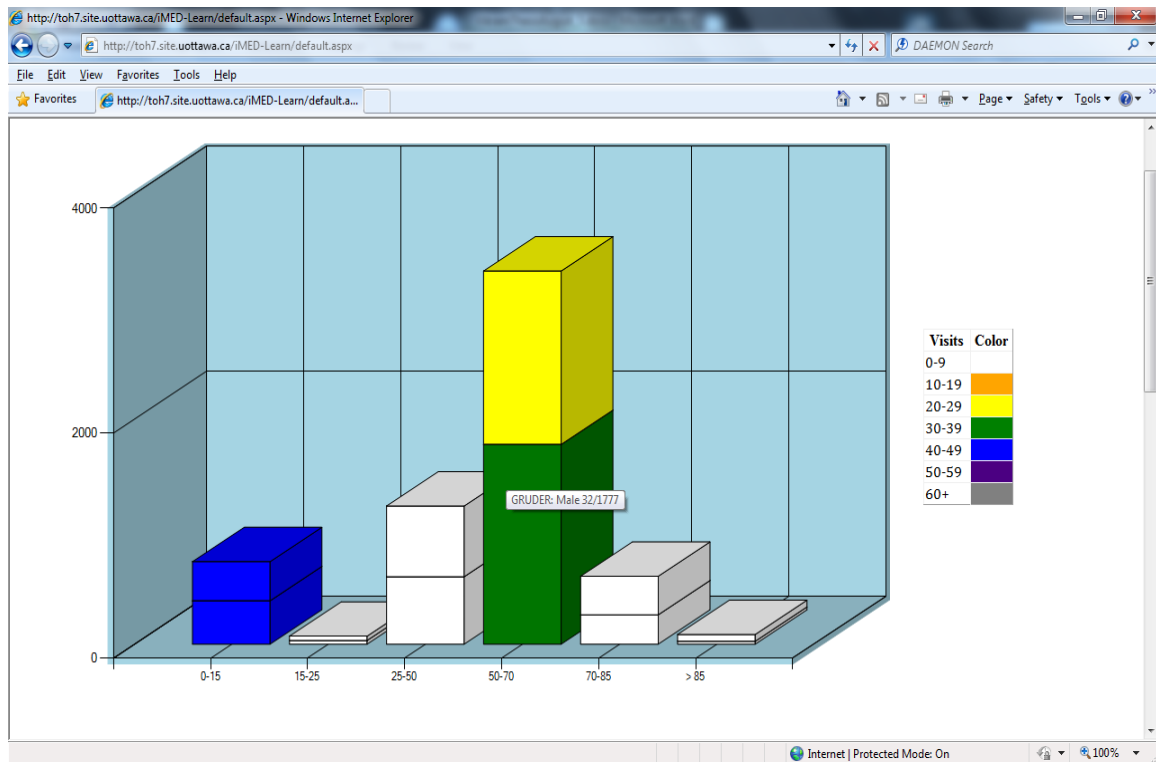 http://toh7.site.uottawa.ca/iMED-Learn/default.aspx - Windows Internet Explorer
http://toh7.site.uottawa.ca/iMED-Learn/default.aspx DAEMON Search
File Edit View Favorites Tools Help
Favorites http://toh7.site.uottawa.ca/iMED-Learn/default.a... Page Safety Tools
4000
2000
0
0-15 15-25 25-50 50-70 70-85 > 85
GRUDER: Male 32/1777
Visits Color
0-9
10-19
20-29
30-39
40-49
50-59
60+
Internet | Protected Mode: On 100%